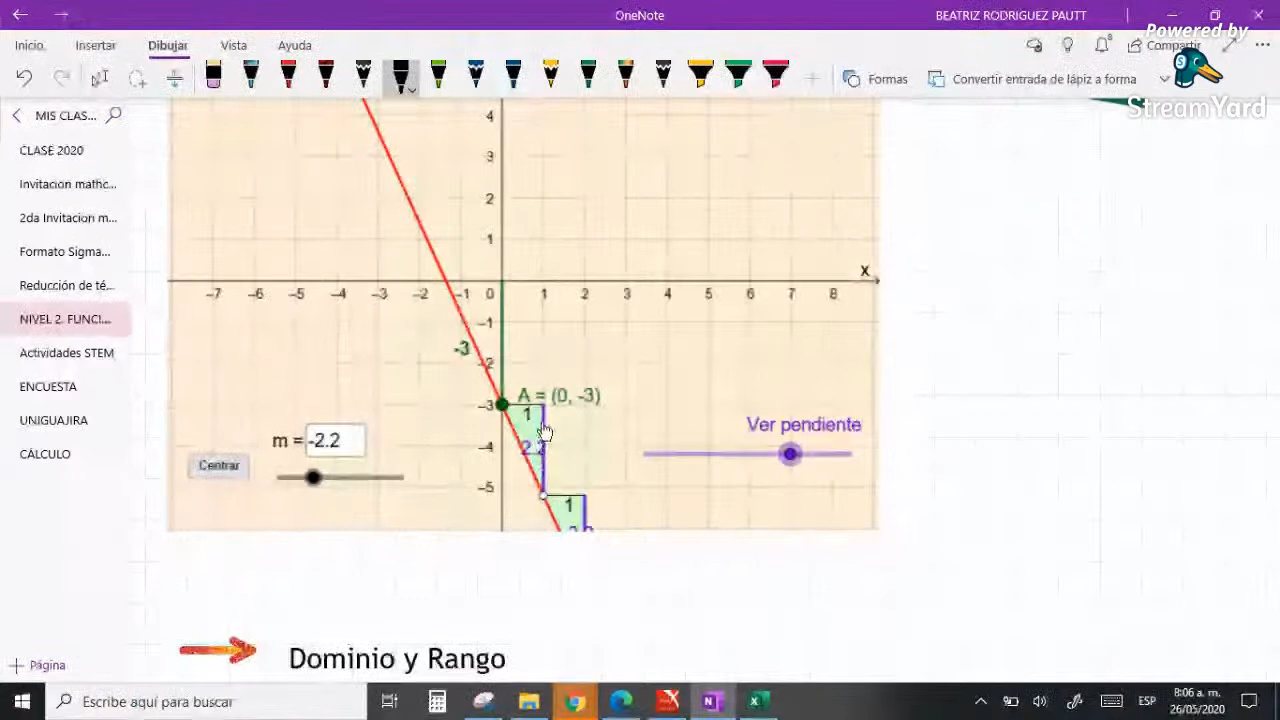 OneNote
BEATRIZ RODRIGUEZ PAUTT
Powered by
StreamYard
Inicio
Insertar
Dibujar
Vista
Ayuda
Compartir
Formas
Convertir entrada de lápiz a forma
MIS CLAS...
CLASE 2020
Invitacion mathc...
2da Invitacion m...
Formato Sigma...
Reducción de té...
NIVEL 2. FUNCI...
Actividades STEM
ENCUESTA
UNIGUAJIRA
CÁLCULO
Página
4
3
2
1
x
-7 -6 -5 -4 -3 -2 -1 0 1 2 3 4 5 6 7 8
-1
-3
-2
-3
A = (0, -3)
1
-4
2.2
-5
1
m = -2.2
Centrar
Ver pendiente
Dominio y Rango
Escribe aquí para buscar
ESP
8:06 a. m.
26/05/2020